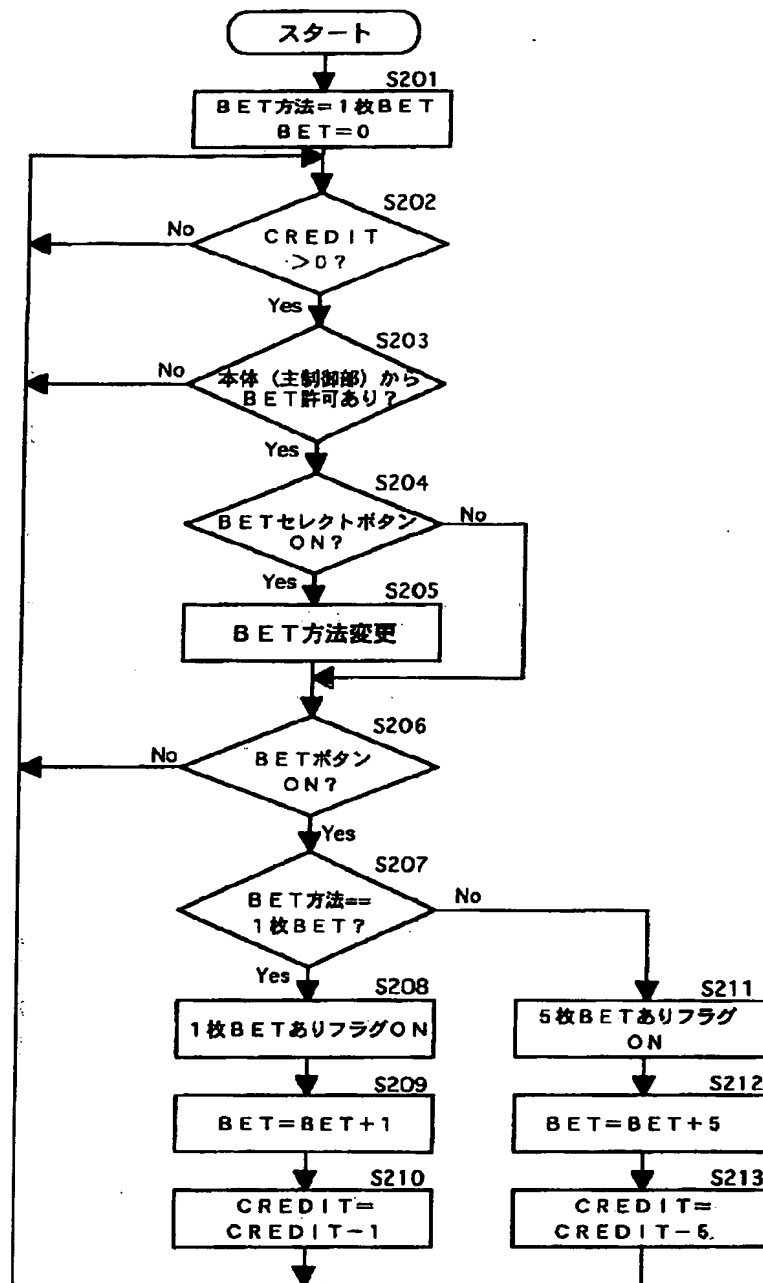 スタート
S201
BET方法=1枚BET
BET=0
S202
CREDIT
>0?
No
Yes
S203
本体(主制御部)から
BET許可あり?
No
Yes
S204
BETセレクトボタン
ON?
No
Yes
S205
BET方法変更
S206
BETボタン
ON?
No
Yes
S207
BET方法==
1枚BET?
No
Yes
S208
1枚BETありフラグON
S211
5枚BETありフラグ
ON
S209
BET=BET+1
S212
BET=BET+5
S210
CREDIT=
CREDIT-1
S213
CREDIT=
CREDIT-5